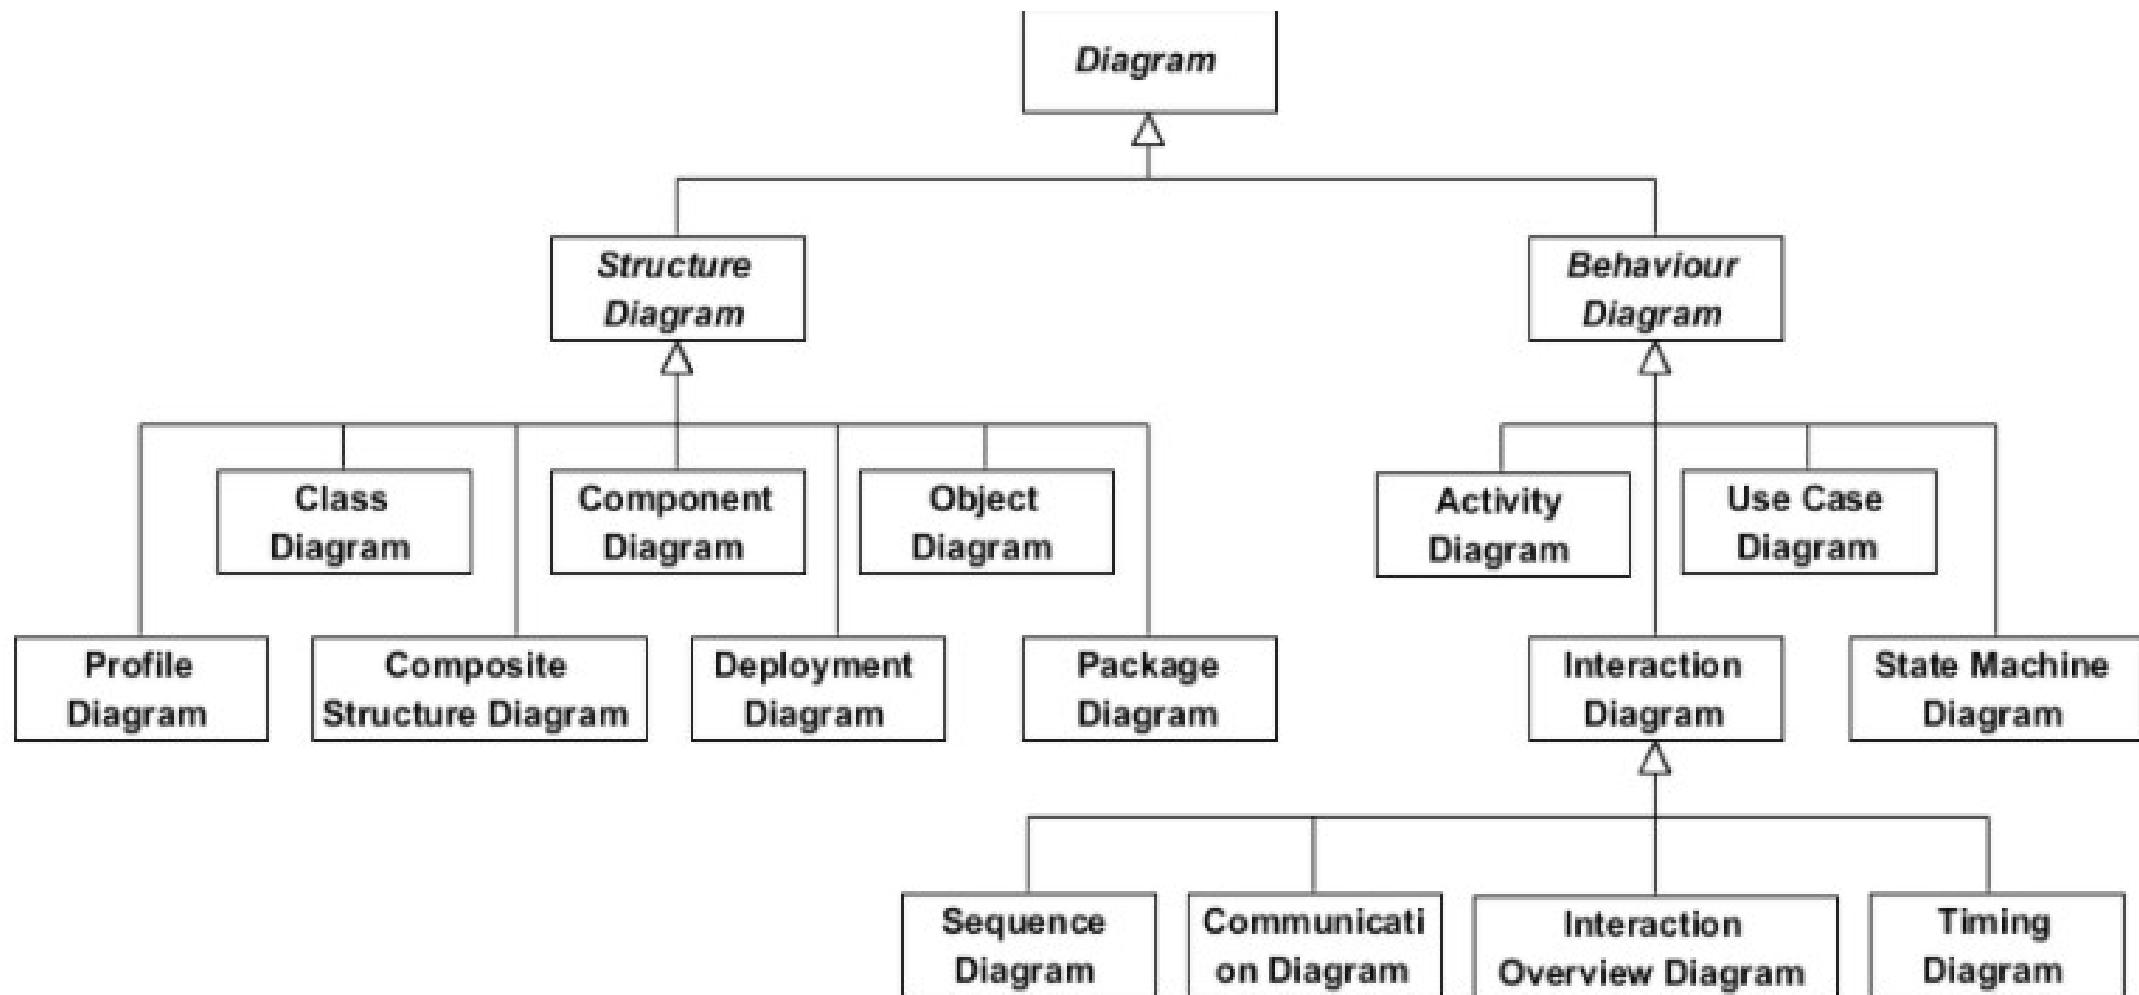 Diagram
Structure
Diagram
Behaviour
Diagram
Class
Diagram
Component
Diagram
Object
Diagram
Activity
Diagram
Use Case
Diagram
Profile
Diagram
Composite
Structure Diagram
Deployment
Diagram
Package
Diagram
Interaction
Diagram
State Machine
Diagram
Sequence
Diagram
Communicati
on Diagram
Interaction
Overview Diagram
Timing
Diagram